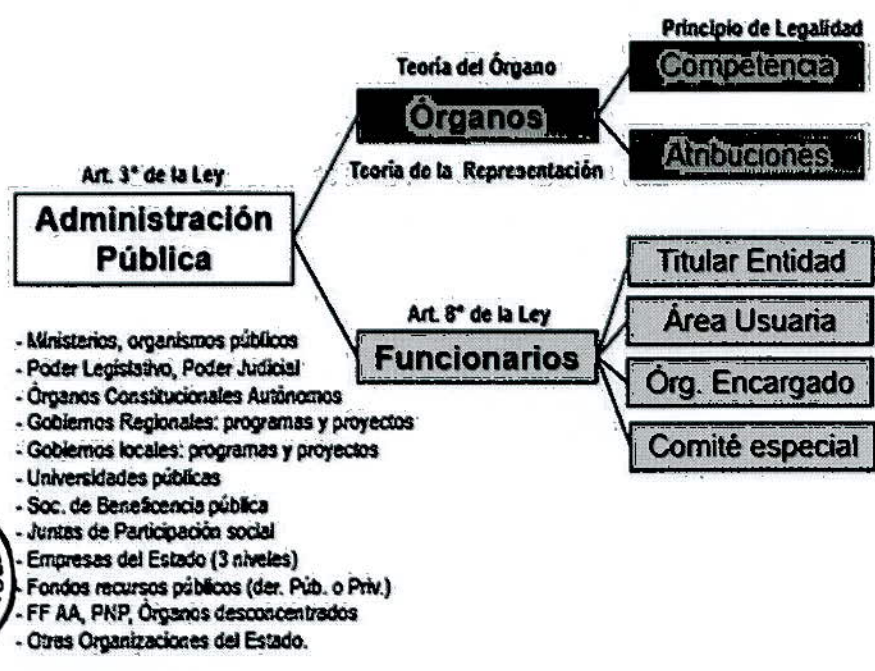 Principio de Legalidad
Competencia
Teoría del Órgano
Órganos
Atribuciones
Teoría de la Representación
Art. 3° de la Ley
Administración
Pública
Titular Entidad
Área Usuaria
Art. 8° de la Ley
Funcionarios
Órg. Encargado
Comité especial
- Ministerios, organismos públicos
- Poder Legislativo, Poder Judicial
- Órganos Constitucionales Autónomos
- Gobiernos Regionales: programas y proyectos
- Gobiernos locales: programas y proyectos
- Universidades públicas
- Soc. de Beneficencia pública
- Juntas de Participación social
- Empresas del Estado (3 niveles)
- Fondos recursos públicos (der. Púb. o Priv.)
- FF AA, PNP, Órganos desconcentrados
- Otras Organizaciones del Estado.